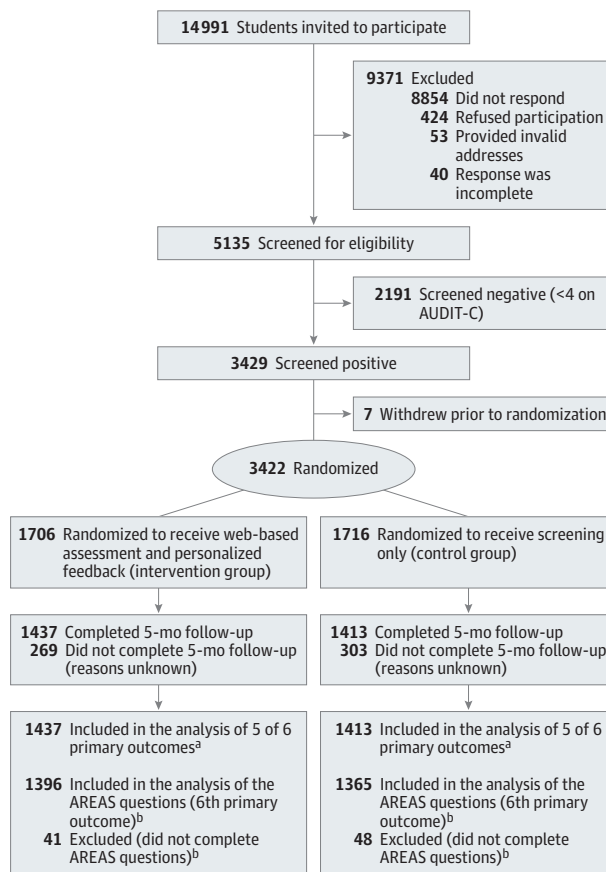 14991 Students invited to participate
9371 Excluded
8854 Did not respond
424 Refused participation
53 Provided invalid
addresses
40 Response was
incomplete
5135 Screened for eligibility
2191 Screened negative (<4 on
AUDIT-C)
3429 Screened positive
7 Withdrew prior to randomization
3422 Randomized
1706 Randomized to receive web-based
assessment and personalized
feedback (intervention group)
1716 Randomized to receive screening
only (control group)
1437 Completed 5-mo follow-up
269 Did not complete 5-mo follow-up
(reasons unknown)
1413 Completed 5-mo follow-up
303 Did not complete 5-mo follow-up
(reasons unknown)
1437 Included in the analysis of 5 of 6
primary outcomesa
1396 Included in the analysis of the
AREAS questions (6th primary
outcome)b
41 Excluded (did not complete
AREAS questions)b
1413 Included in the analysis of 5 of 6
primary outcomesa
1365 Included in the analysis of the
AREAS questions (6th primary
outcome)b
48 Excluded (did not complete
AREAS questions)b